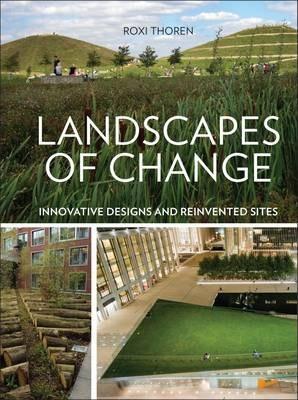 ROXI THOREN
LANDSCAPES
OF CHANGE
INNOVATIVE DESIGNS AND REINVENTED SITES